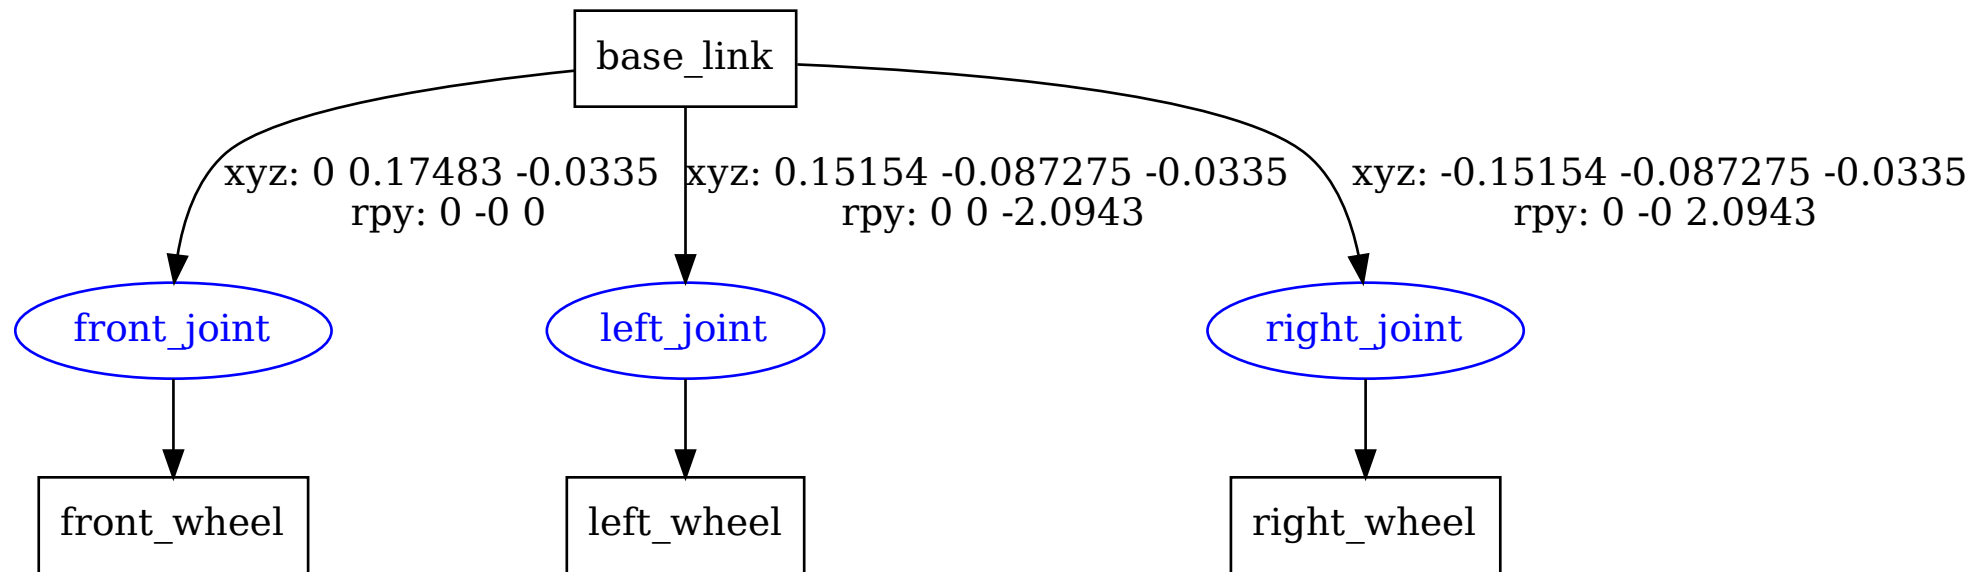 base_link
xyz: 0 0.17483 -0.0335
rpy: 0 -0 0
xyz: 0.15154 -0.087275 -0.0335
rpy: 0 0 -2.0943
xyz: -0.15154 -0.087275 -0.0335
rpy: 0 -0 2.0943
front_joint
left_joint
right_joint
front_wheel
left_wheel
right_wheel